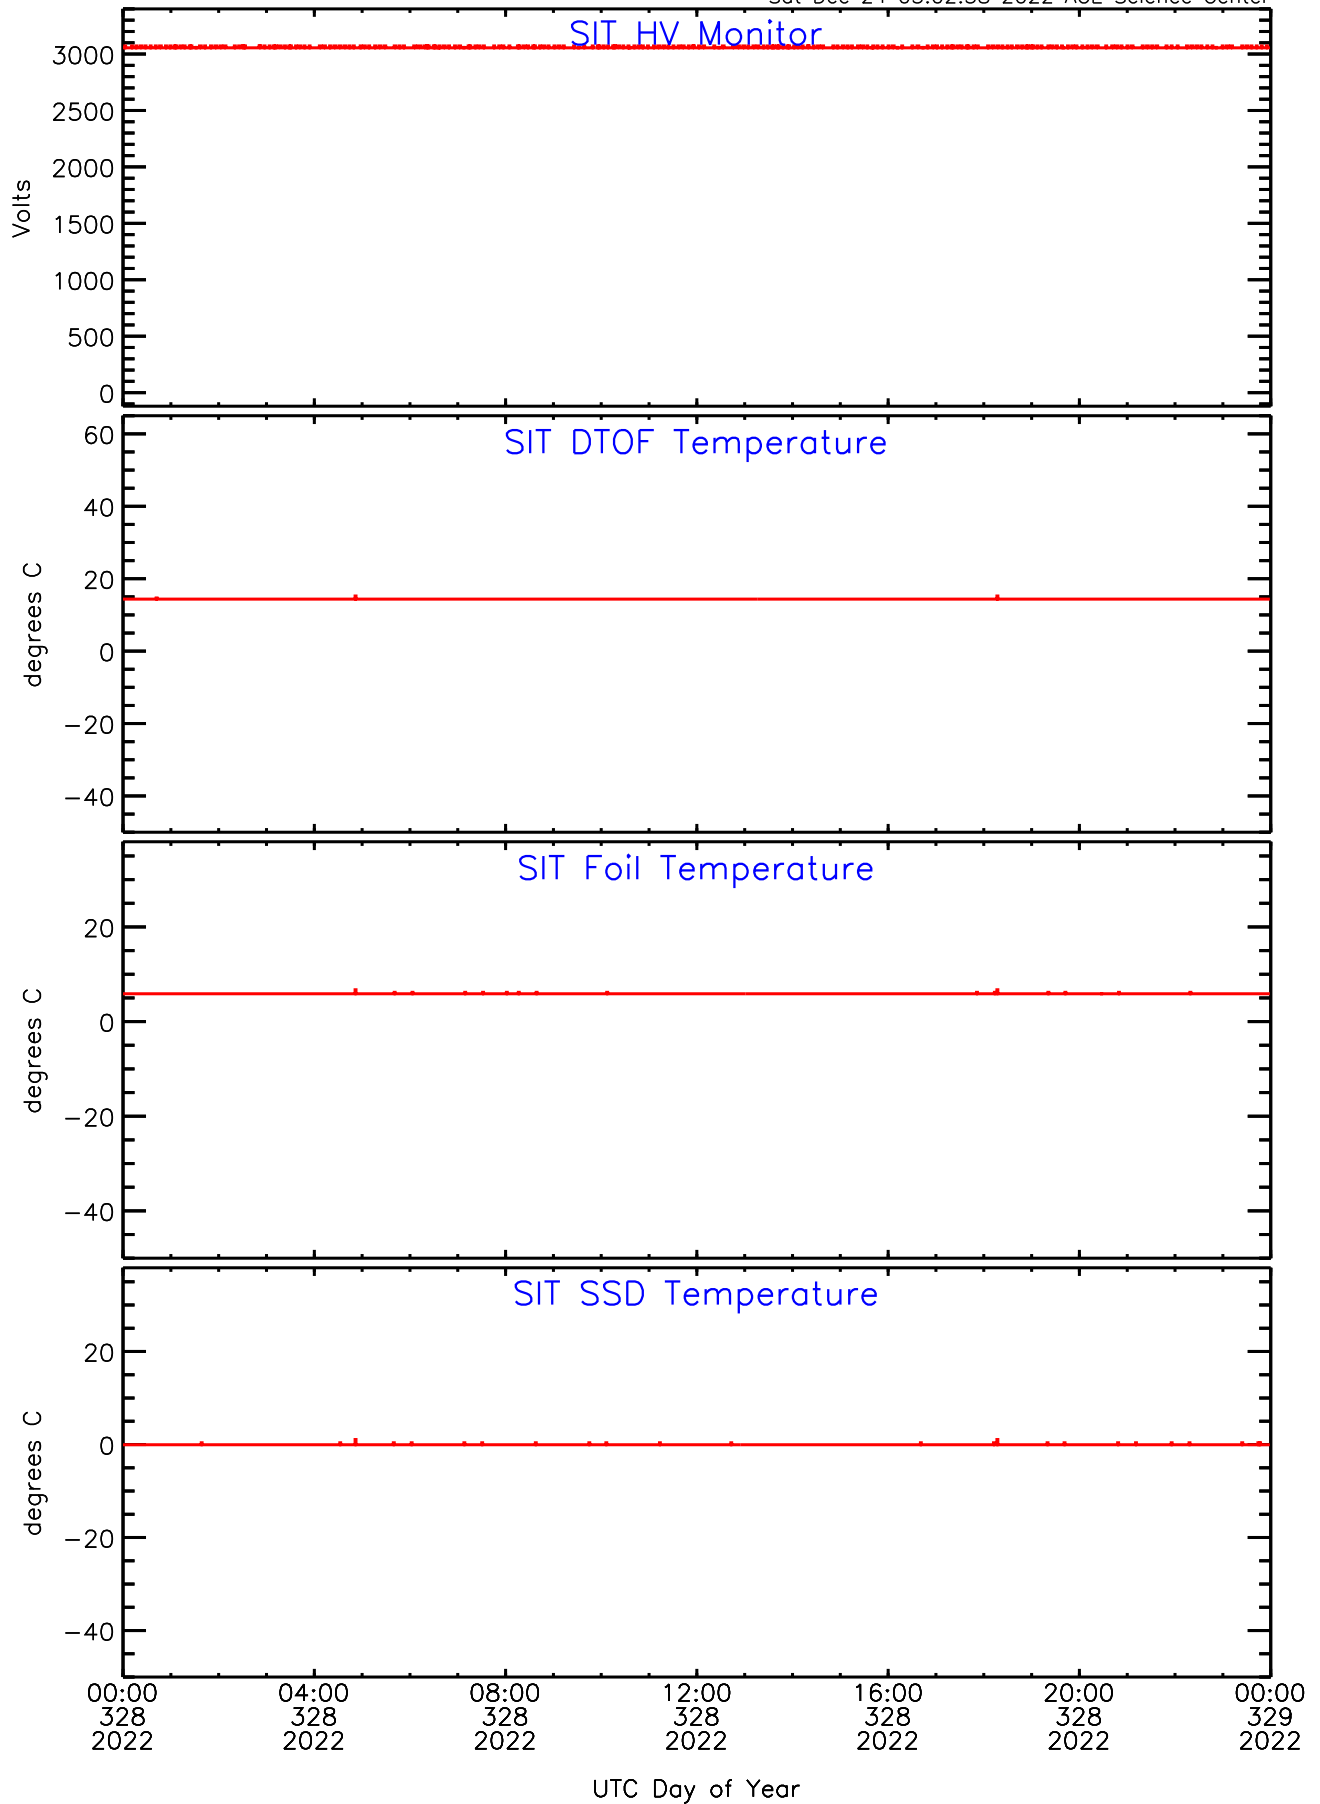 SIT HV Monitor
3000
2500
2000
1500
1000
500
0
Volts
SIT DTOF Temperature
60
40
20
0
−20
−40
degrees C
SIT Foil Temperature
20
0
−20
−40
degrees C
SIT SSD Temperature
20
0
−20
−40
degrees C
00:00 04:00 08:00 12:00 16:00 20:00 00:00
328 328 328 328 328 328 329
2022 2022 2022 2022 2022 2022 2022
UTC Day of Year